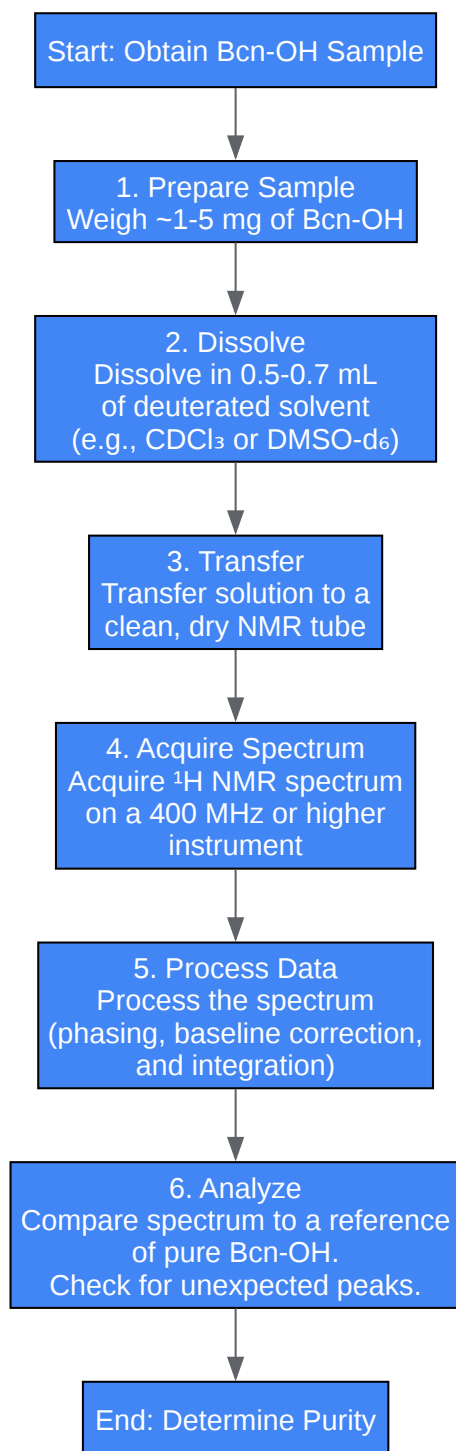 Start: Obtain Bcn-OH Sample
1. Prepare Sample
Weigh ~1-5 mg of Bcn-OH
2. Dissolve
Dissolve in 0.5-0.7 mL
of deuterated solvent
(e.g., CDCl₃ or DMSO-d₆)
3. Transfer
Transfer solution to a
clean, dry NMR tube
4. Acquire Spectrum
Acquire ¹H NMR spectrum
on a 400 MHz or higher
instrument
5. Process Data
Process the spectrum
(phasing, baseline correction,
and integration)
6. Analyze
Compare spectrum to a reference
of pure Bcn-OH.
Check for unexpected peaks.
End: Determine Purity